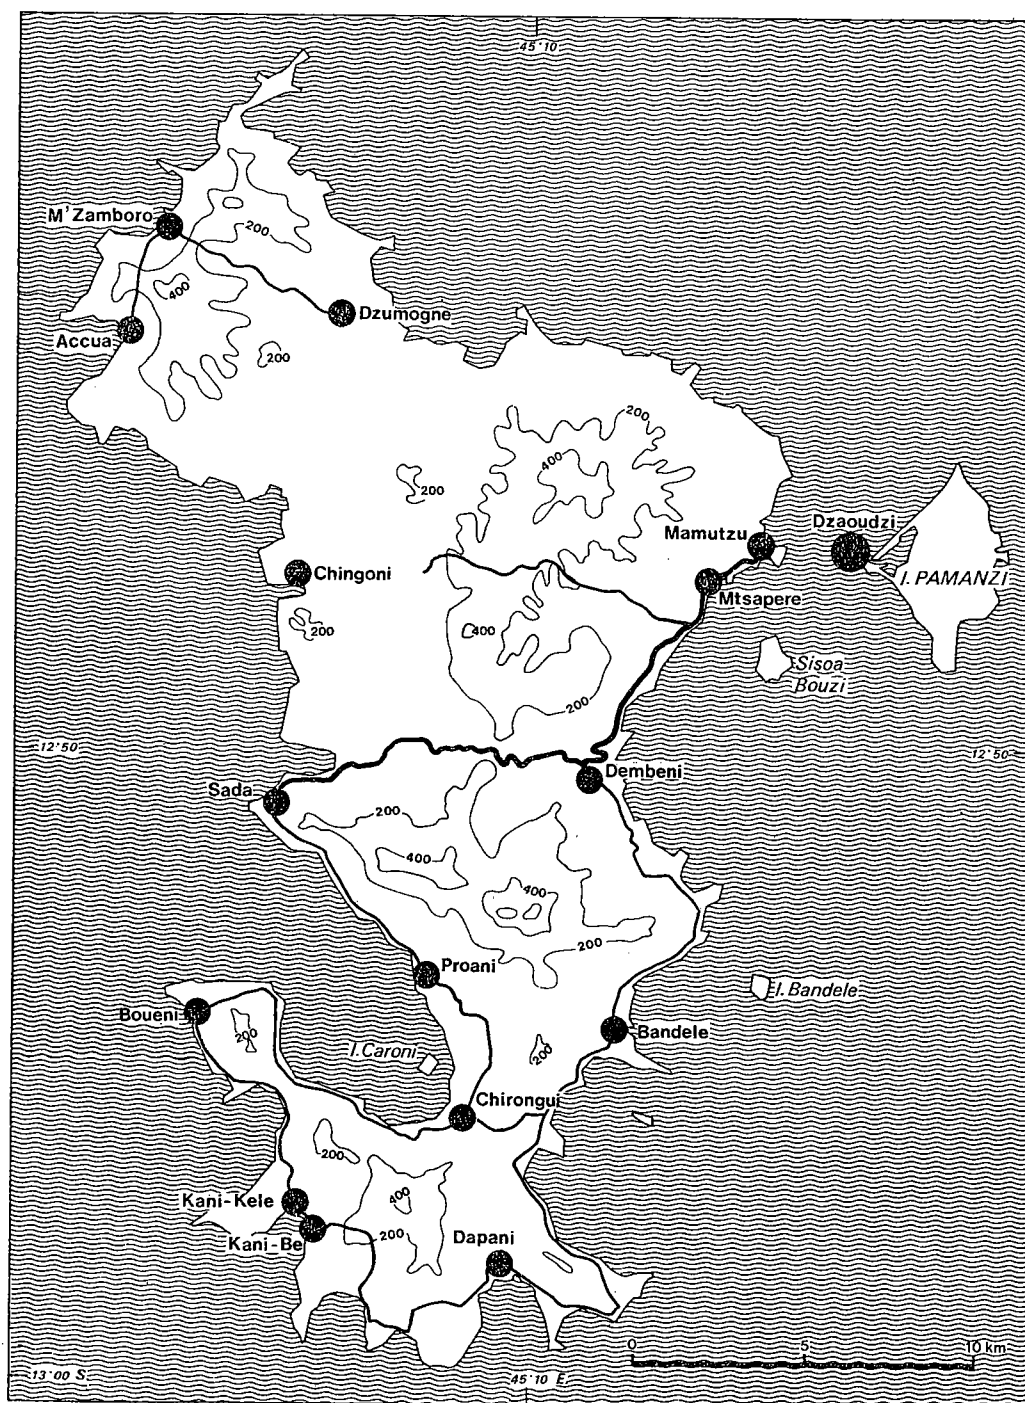 45°10
M'Zamboro
200
400
Dzumogne
Accua
200
200
400
200
Dzaoudzi
Mamutzu
Chingoni
I. PAMANZI
Mtsapere
200
400
Sisoa
Bouzi
200
12°50
12°50
Dembeni
Sada
200
400
400
200
Proani
I. Bandele
Boueni
200
Bandele
I. Caroni
200
Chirongui
200
Kani-Kele
400
Kani-Be
200
Dapani
0 5 10 km
13°00 S.
45°10 E.